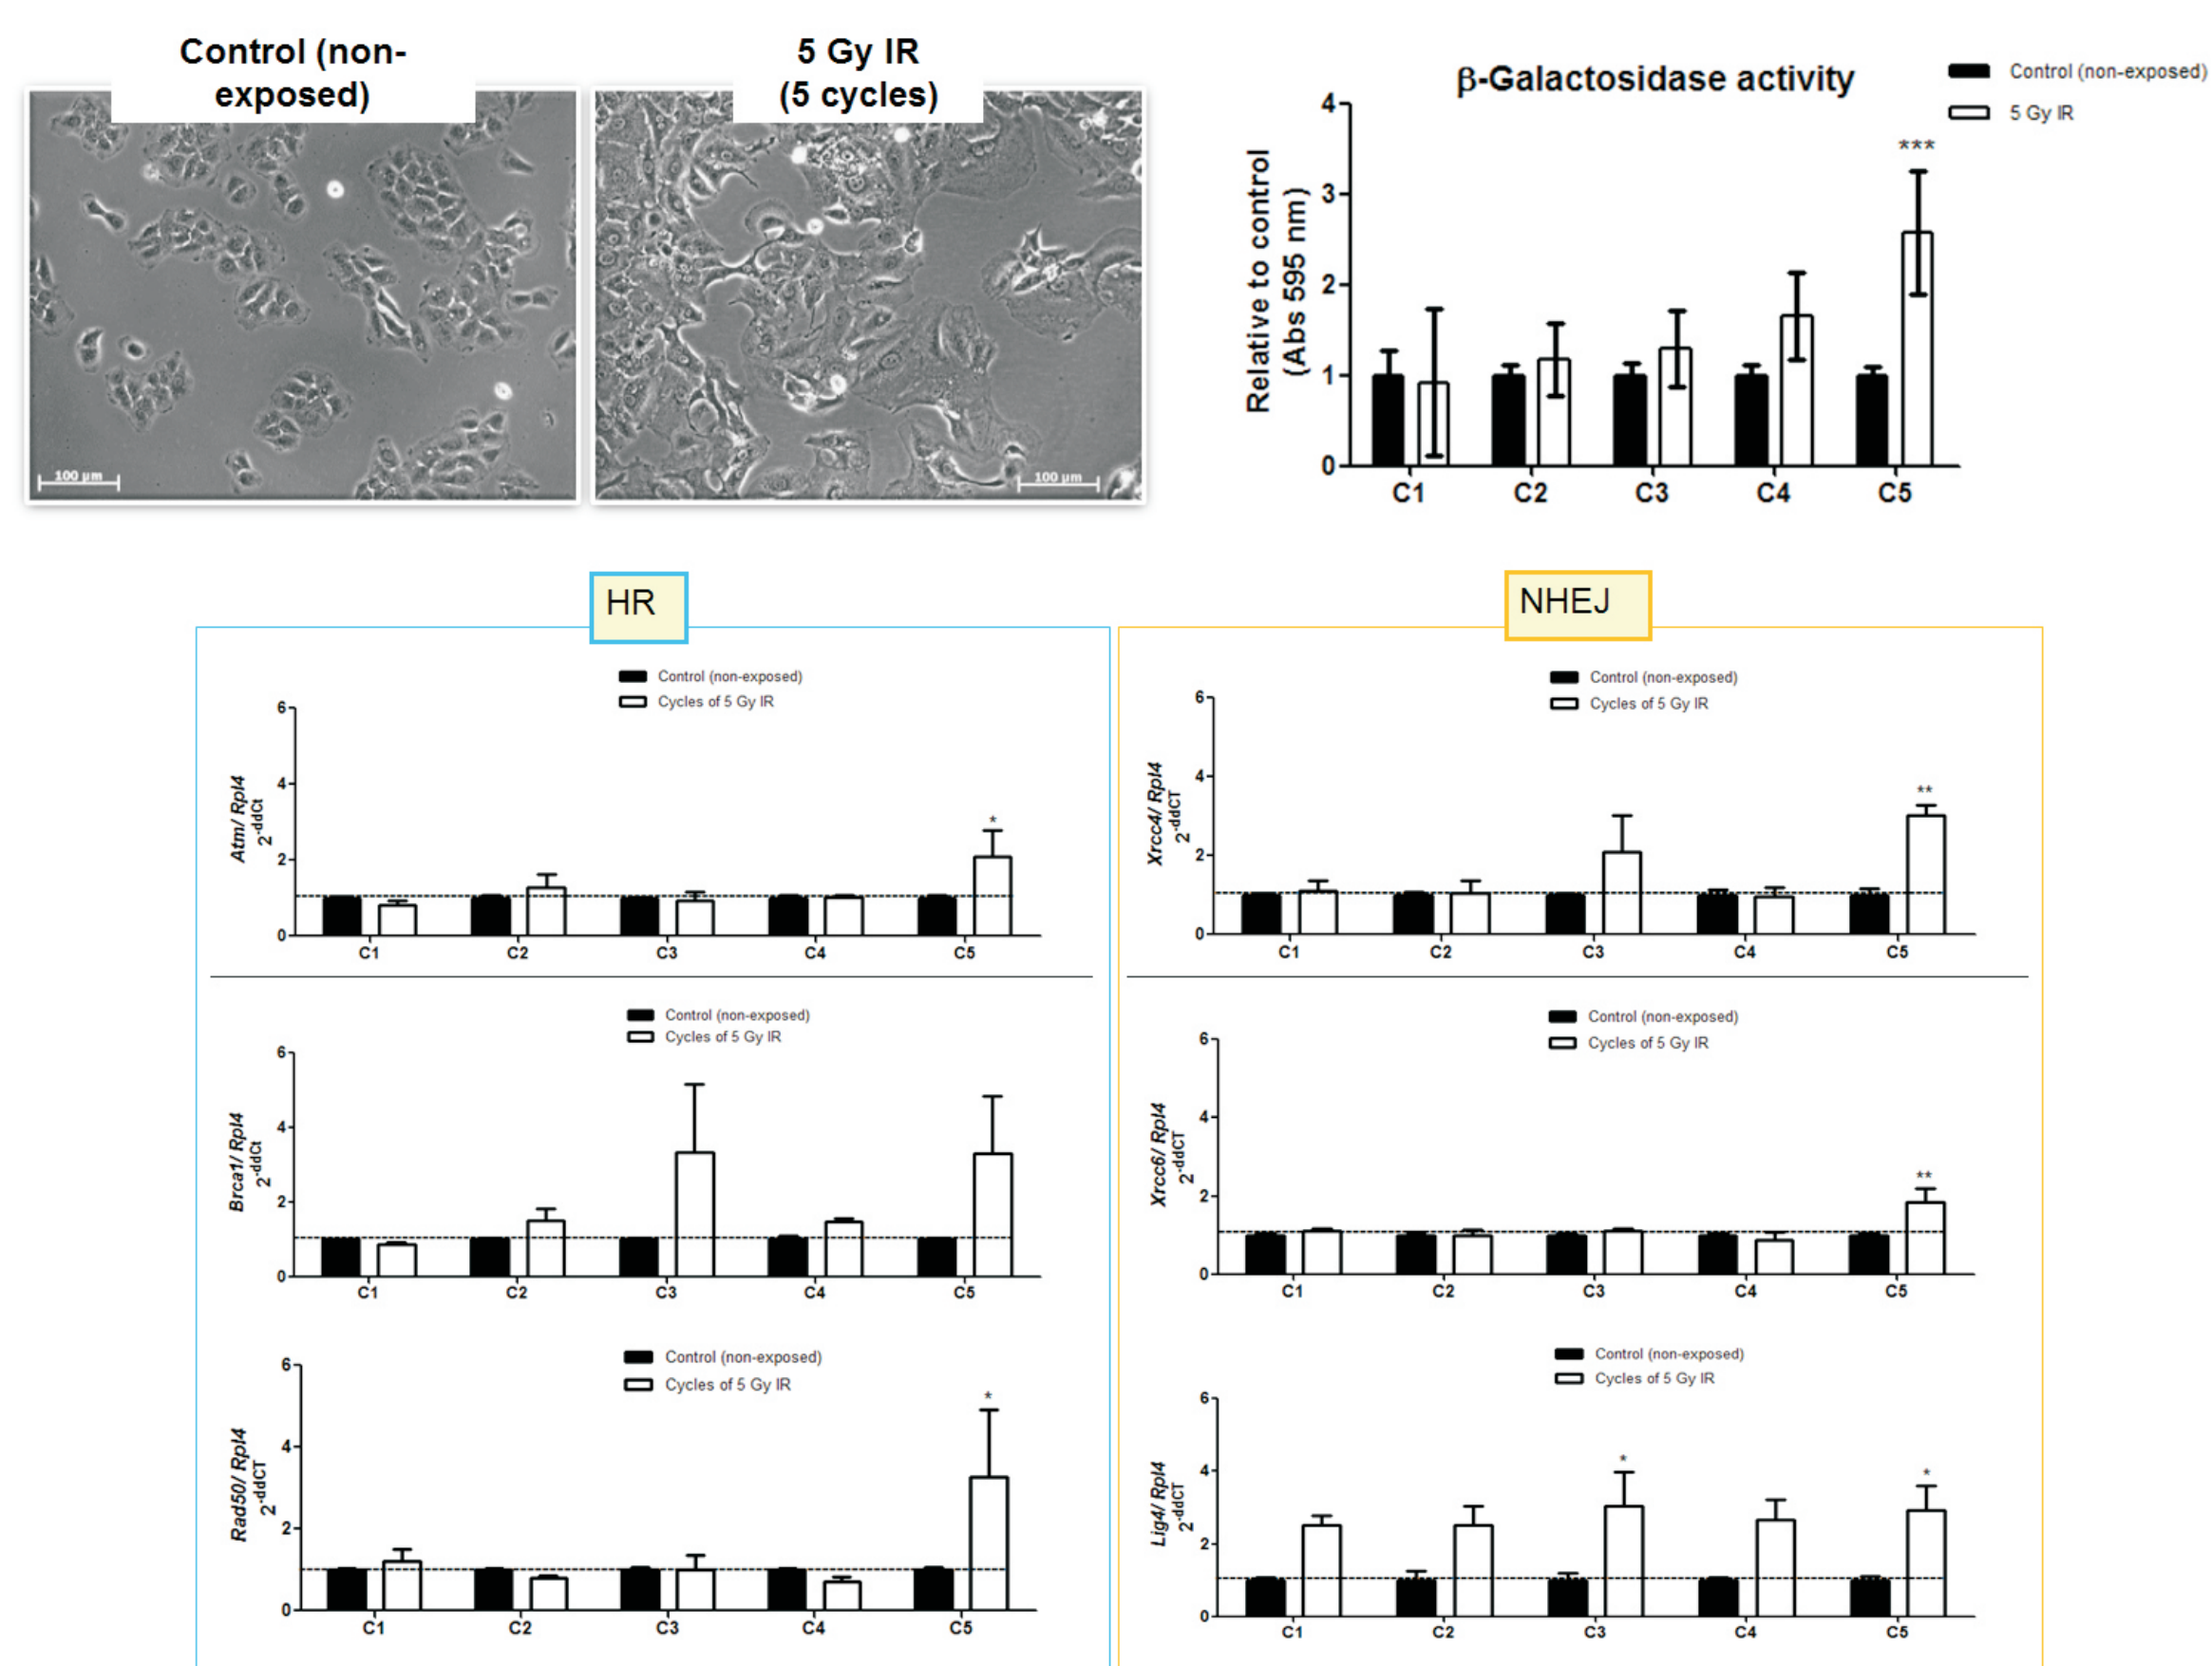 Control (non-
exposed)
5 Gy IR
(5 cycles)
100 µm
100 µm
β-Galactosidase activity
Control (non-exposed)
5 Gy IR
Relative to control
(Abs 595 nm)
4
3
2
1
0
***
C1 C2 C3 C4 C5
HR
Control (non-exposed)
Cycles of 5 Gy IR
Atm/ Rpl4
2^-ddCt
6
4
2
0
*
C1 C2 C3 C4 C5
Control (non-exposed)
Cycles of 5 Gy IR
Brca1/ Rpl4
2^-ddCt
6
4
2
0
C1 C2 C3 C4 C5
Control (non-exposed)
Cycles of 5 Gy IR
Rad50/ Rpl4
2^-ddCT
6
4
2
0
*
C1 C2 C3 C4 C5
NHEJ
Control (non-exposed)
Cycles of 5 Gy IR
Xrcc4/ Rpl4
2^-ddCT
6
4
2
0
**
C1 C2 C3 C4 C5
Control (non-exposed)
Cycles of 5 Gy IR
Xrcc6/ Rpl4
2^-ddCT
6
4
2
0
**
C1 C2 C3 C4 C5
Control (non-exposed)
Cycles of 5 Gy IR
Lig4/ Rpl4
2^-ddCT
6
4
2
0
*
*
C1 C2 C3 C4 C5